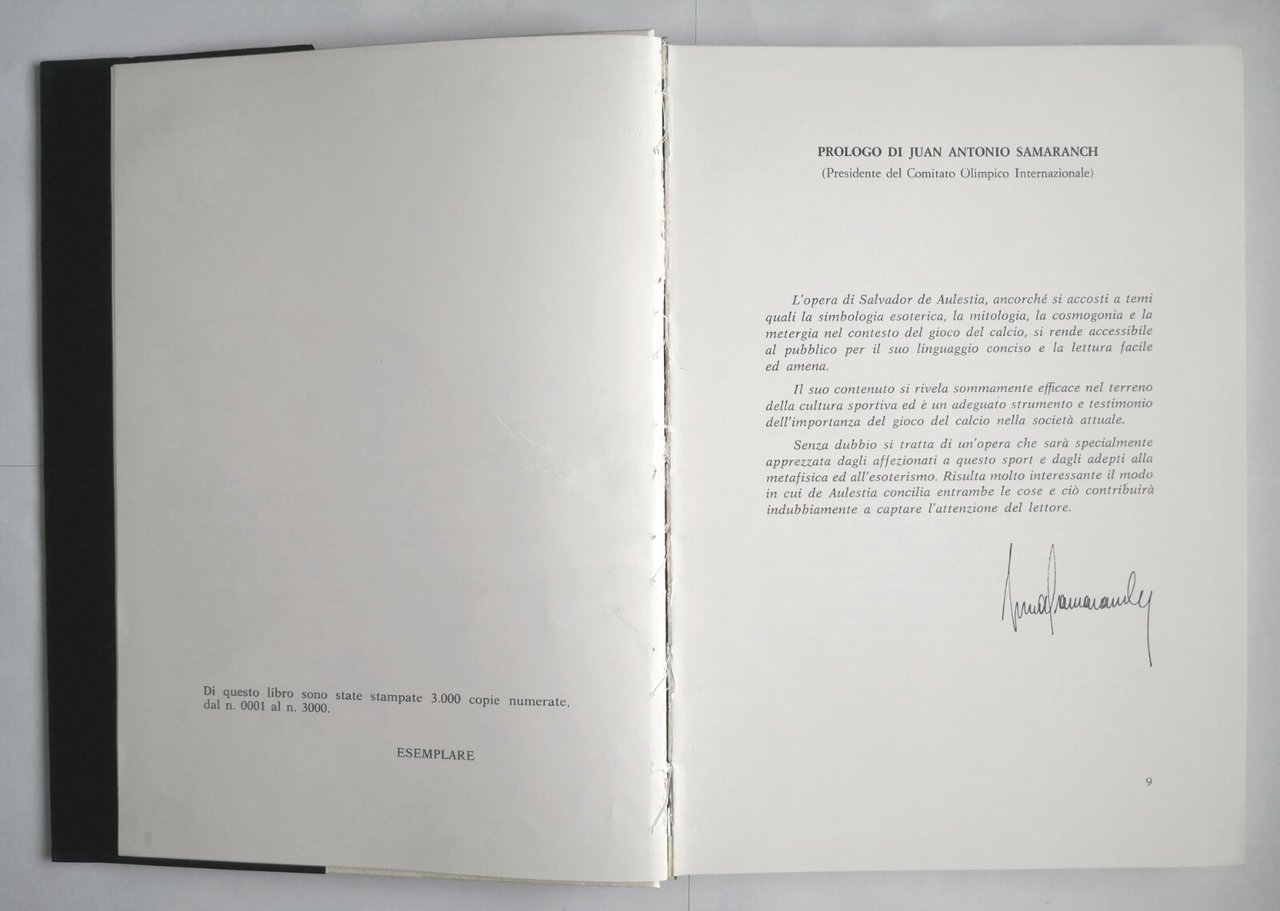 Di questo libro sono state stampate 3.000 copie numerate,
dal n. 0001 al n. 3000.
ESEMPLARE
PROLOGO DI JUAN ANTONIO SAMARANCH
(Presidente del Comitato Olimpico Internazionale)
L'opera di Salvador de Aulestia, ancorché si accosti a temi
quali la simbologia esoterica, la mitologia, la cosmogonia e la
metergia nel contesto del gioco del calcio, si rende accessibile
al pubblico per il suo linguaggio conciso e la lettura facile
ed amena.
Il suo contenuto si rivela sommamente efficace nel terreno
della cultura sportiva ed è un adeguato strumento e testimonio
dell'importanza del gioco del calcio nella società attuale.
Senza dubbio si tratta di un'opera che sarà specialmente
apprezzata dagli affezionati a questo sport e dagli adepti alla
metafisica ed all'esoterismo. Risulta molto interessante il modo
in cui de Aulestia concilia entrambe le cose e ciò contribuirà
indubbiamente a captare l'attenzione del lettore.
9